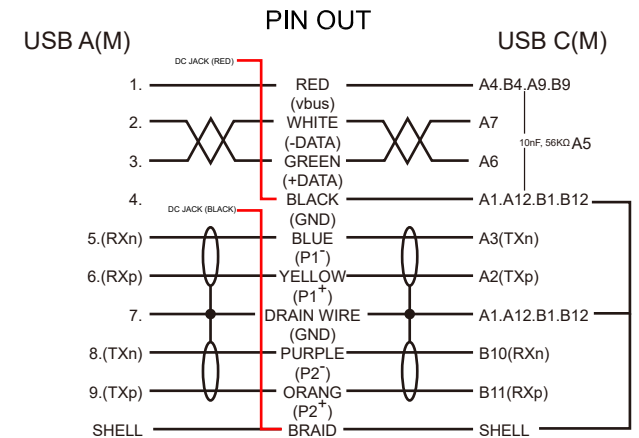 PIN OUT
USB A(M)
USB C(M)
DC JACK (RED)
1. RED A4.B4.A9.B9
(vbus)
2. WHITE A7
(-DATA)
10nF, 56KΩ A5
3. GREEN A6
(+DATA)
4. BLACK A1.A12.B1.B12
DC JACK (BLACK)
(GND)
5.(RXn) BLUE A3(TXn)
(P1-)
6.(RXp) YELLOW A2(TXp)
(P1+)
7. DRAIN WIRE A1.A12.B1.B12
(GND)
8.(TXn) PURPLE B10(RXn)
(P2-)
9.(TXp) ORANG B11(RXp)
(P2+)
SHELL BRAID SHELL